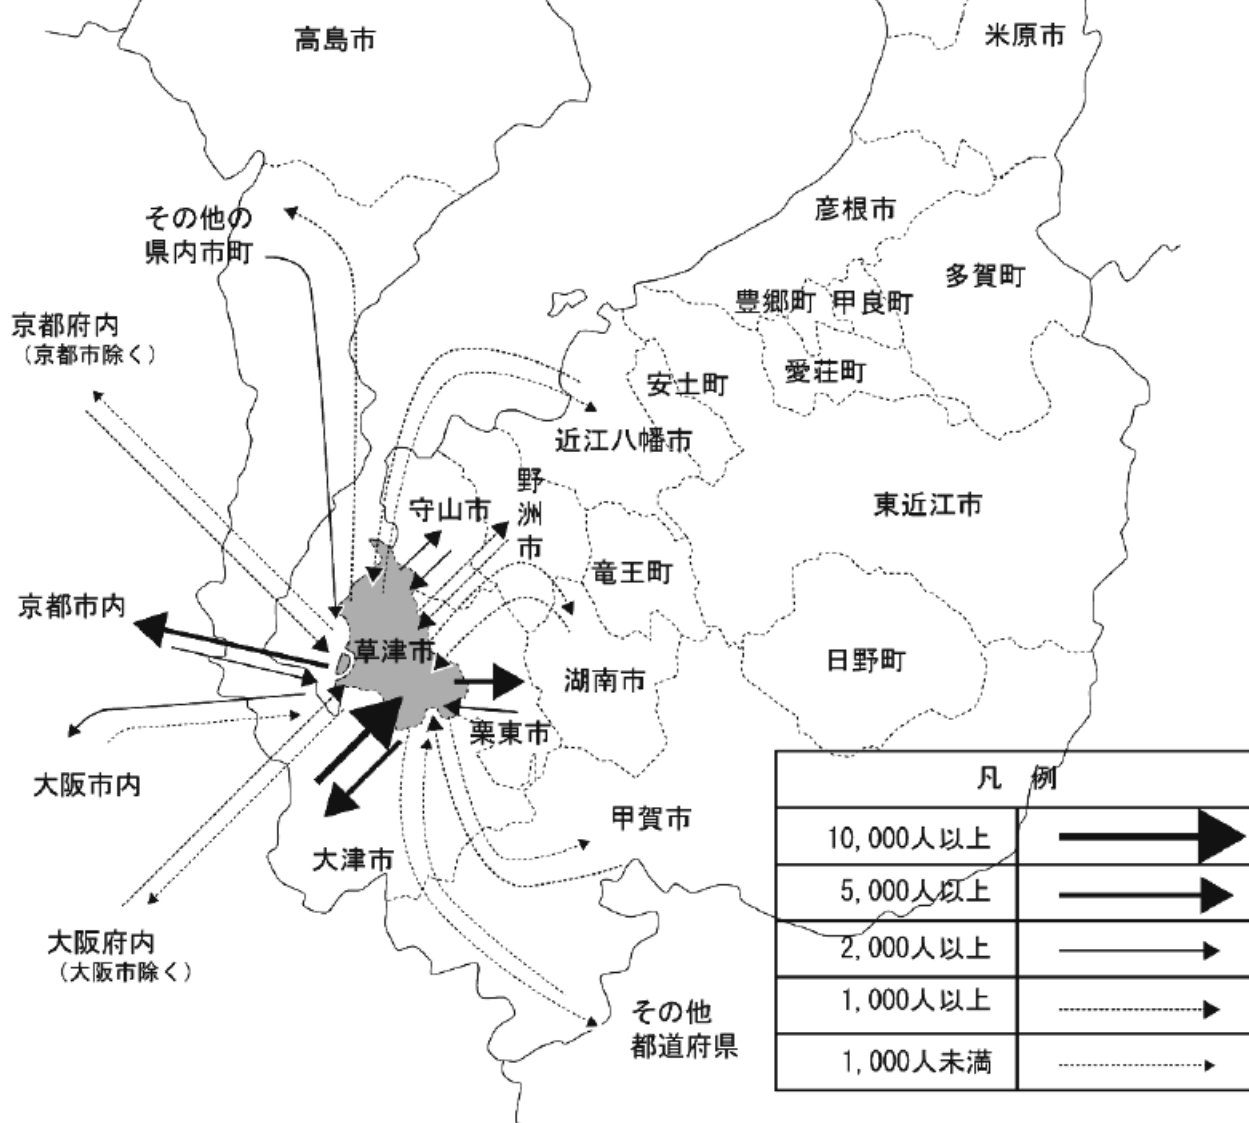 高島市
米原市
その他の
県内市町
彦根市
多賀町
豊郷町
甲良町
京都府内
（京都市除く）
愛荘町
安土町
近江八幡市
野洲市
守山市
東近江市
竜王町
京都市内
草津市
日野町
湖南市
栗東市
大阪市内
甲賀市
大津市
大阪府内
（大阪市除く）
その他
都道府県
凡 例
10,000人以上
5,000人以上
2,000人以上
1,000人以上
1,000人未満